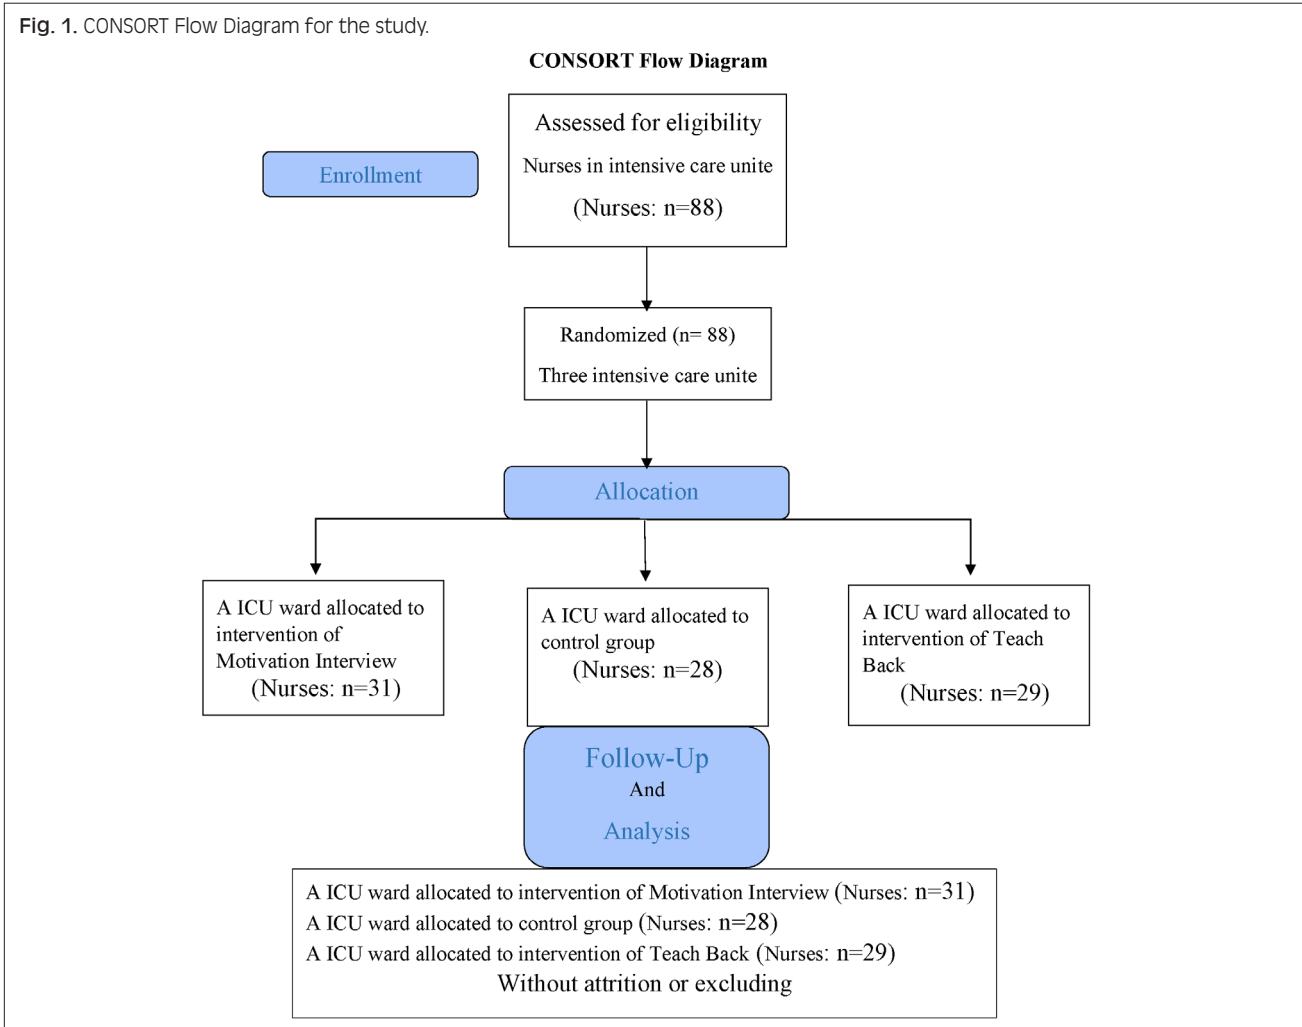 Fig. 1. CONSORT Flow Diagram for the study.
CONSORT Flow Diagram
Assessed for eligibility
Nurses in intensive care unite
(Nurses: n=88)
Enrollment
Randomized (n= 88)
Three intensive care unite
Allocation
A ICU ward allocated to
intervention of
Motivation Interview
(Nurses: n=31)
A ICU ward allocated to
control group
(Nurses: n=28)
A ICU ward allocated to
intervention of Teach
Back
(Nurses: n=29)
Follow-Up
And
Analysis
A ICU ward allocated to intervention of Motivation Interview (Nurses: n=31)
A ICU ward allocated to control group (Nurses: n=28)
A ICU ward allocated to intervention of Teach Back (Nurses: n=29)
Without attrition or excluding